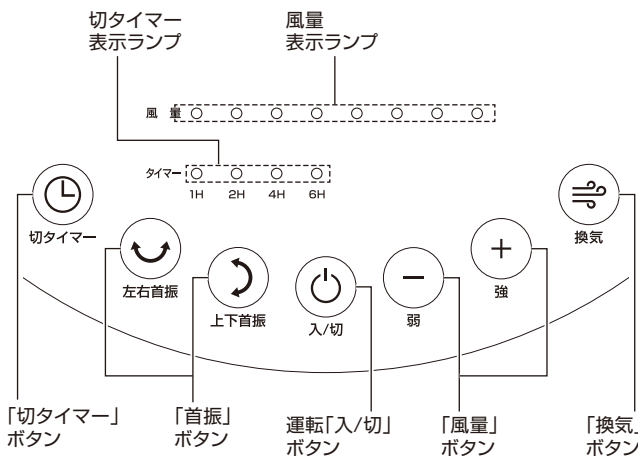 切タイマー
表示ランプ
風量
表示ランプ
風 量
タイマー
1H 2H 4H 6H
切タイマー
換気
左右首振
上下首振
入/切
弱
強
「切タイマー」
ボタン
「首振」
ボタン
運転「入/切」
ボタン
「風量」
ボタン
「換気」
ボタン